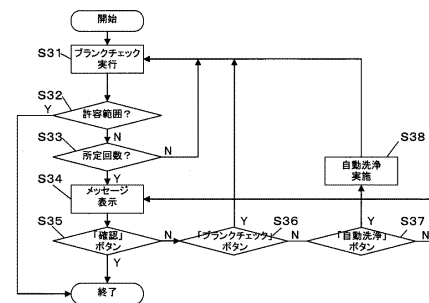 開始
S31
ブランクチェック
実行
S32
Y
許容範囲?
N
S33
所定回数?
N
Y
S34
メッセージ
表示
S35
「確認」
ボタン
N
Y
S36
「ブランクチェック」
ボタン
Y
N
S37
「自動洗浄」
ボタン
Y
N
S38
自動洗浄
実施
終了